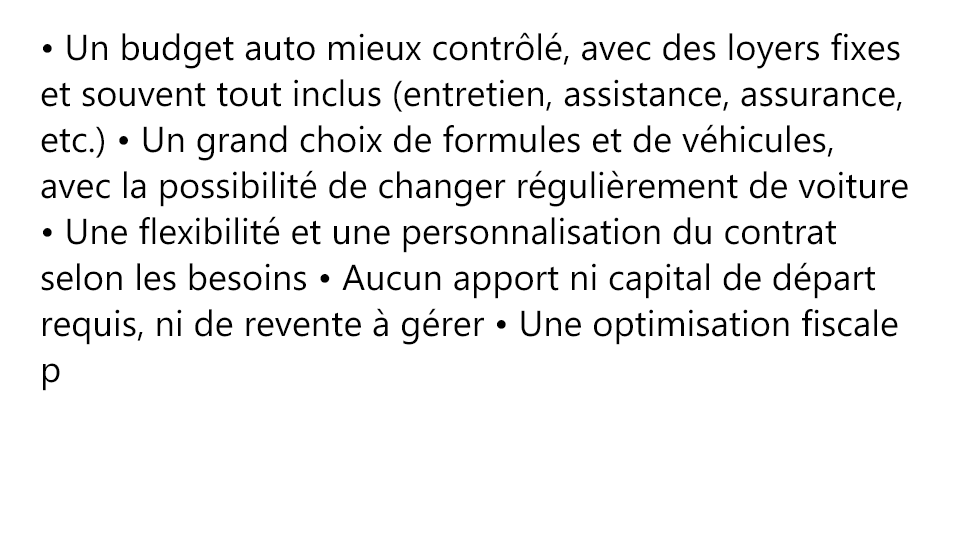 • Un budget auto mieux contrôlé, avec des loyers fixes
et souvent tout inclus (entretien, assistance, assurance,
etc.) • Un grand choix de formules et de véhicules,
avec la possibilité de changer régulièrement de voiture
• Une flexibilité et une personnalisation du contrat
selon les besoins • Aucun apport ni capital de départ
requis, ni de revente à gérer • Une optimisation fiscale
p